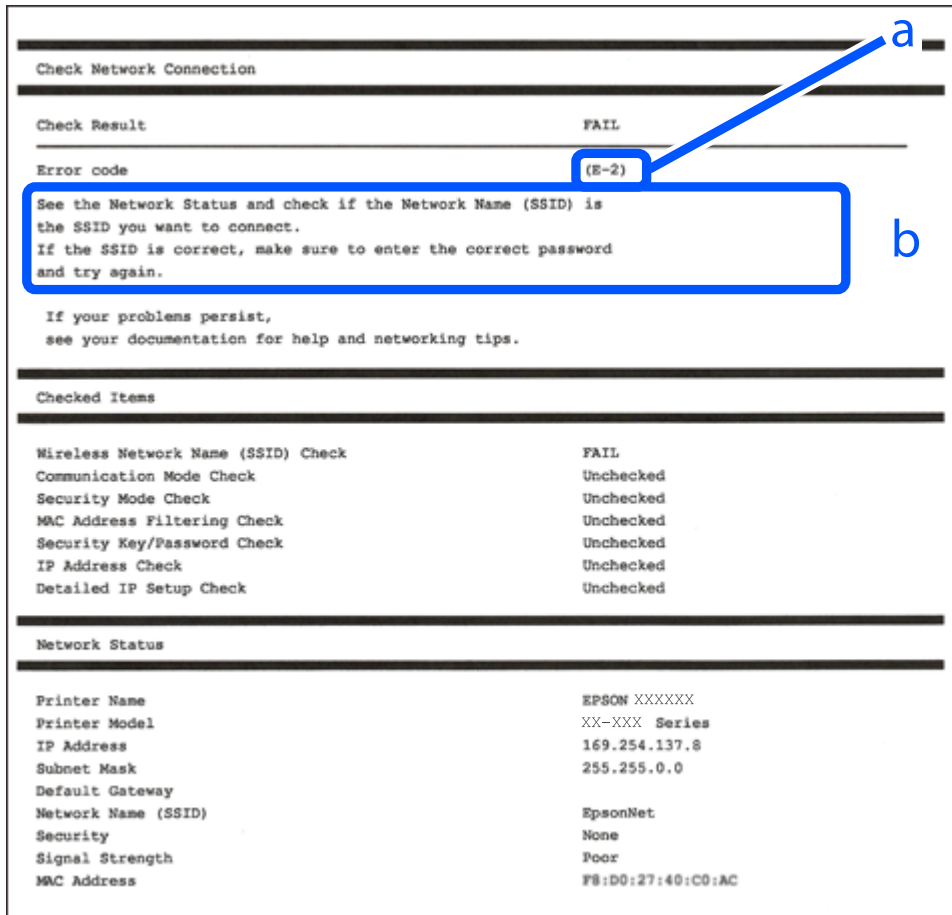 a
Check Network Connection
Check Result FAIL
Error code (E-2)
See the Network Status and check if the Network Name (SSID) is
the SSID you want to connect.
If the SSID is correct, make sure to enter the correct password
and try again.
b
If your problems persist,
see your documentation for help and networking tips.
Checked Items
Wireless Network Name (SSID) Check FAIL
Communication Mode Check Unchecked
Security Mode Check Unchecked
MAC Address Filtering Check Unchecked
Security Key/Password Check Unchecked
IP Address Check Unchecked
Detailed IP Setup Check Unchecked
Network Status
Printer Name EPSON XXXXXX
Printer Model XX-XXX Series
IP Address 169.254.137.8
Subnet Mask 255.255.0.0
Default Gateway
Network Name (SSID) EpsonNet
Security None
Signal Strength Poor
MAC Address F8:D0:27:40:C0:AC